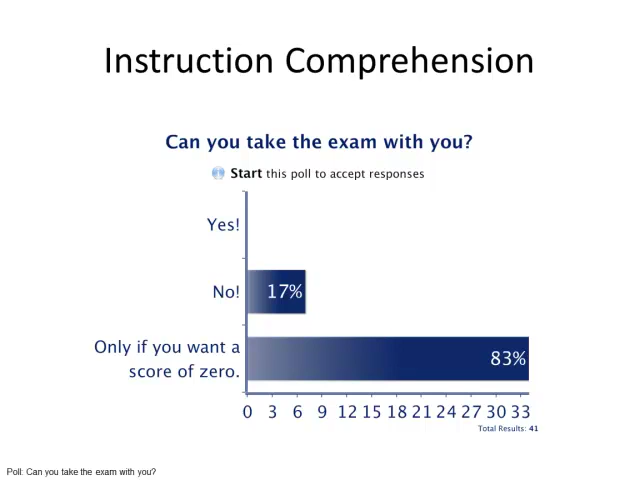 Instruction Comprehension
Can you take the exam with you?
Start this poll to accept responses
Yes!
No! 17%
Only if you want a
score of zero.
83%
0 3 6 9 12 15 18 21 24 27 30 33
Total Results: 41
Poll: Can you take the exam with you?